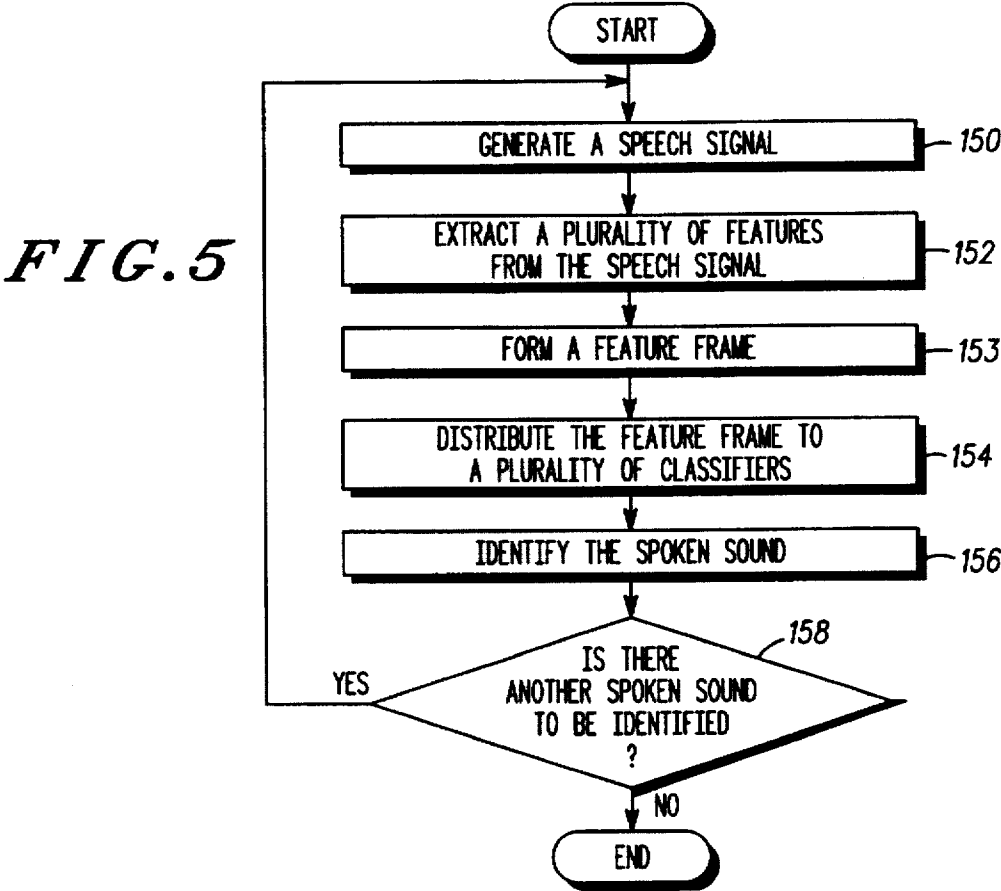 START
GENERATE A SPEECH SIGNAL
150
EXTRACT A PLURALITY OF FEATURES
FROM THE SPEECH SIGNAL
152
FIG.5
FORM A FEATURE FRAME
153
DISTRIBUTE THE FEATURE FRAME TO
A PLURALITY OF CLASSIFIERS
154
IDENTIFY THE SPOKEN SOUND
156
158
IS THERE
ANOTHER SPOKEN SOUND
TO BE IDENTIFIED
?
YES
NO
END